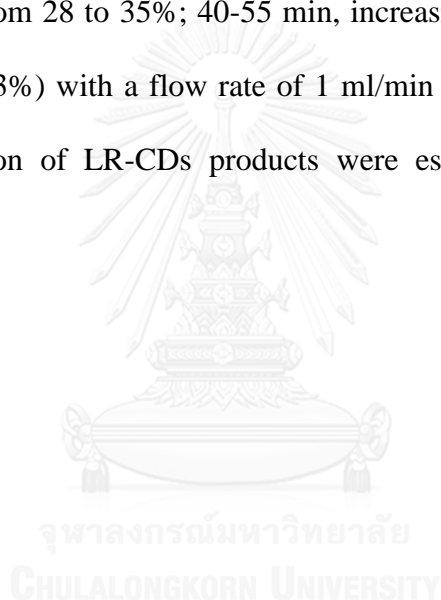 om 28 to 35%; 40-55 min, increas
3%) with a flow rate of 1 ml/min
on of LR-CDs products were es
จุฬาลงกรณ์มหาวิทยาลัย
CHULALONGKORN UNIVERSITY